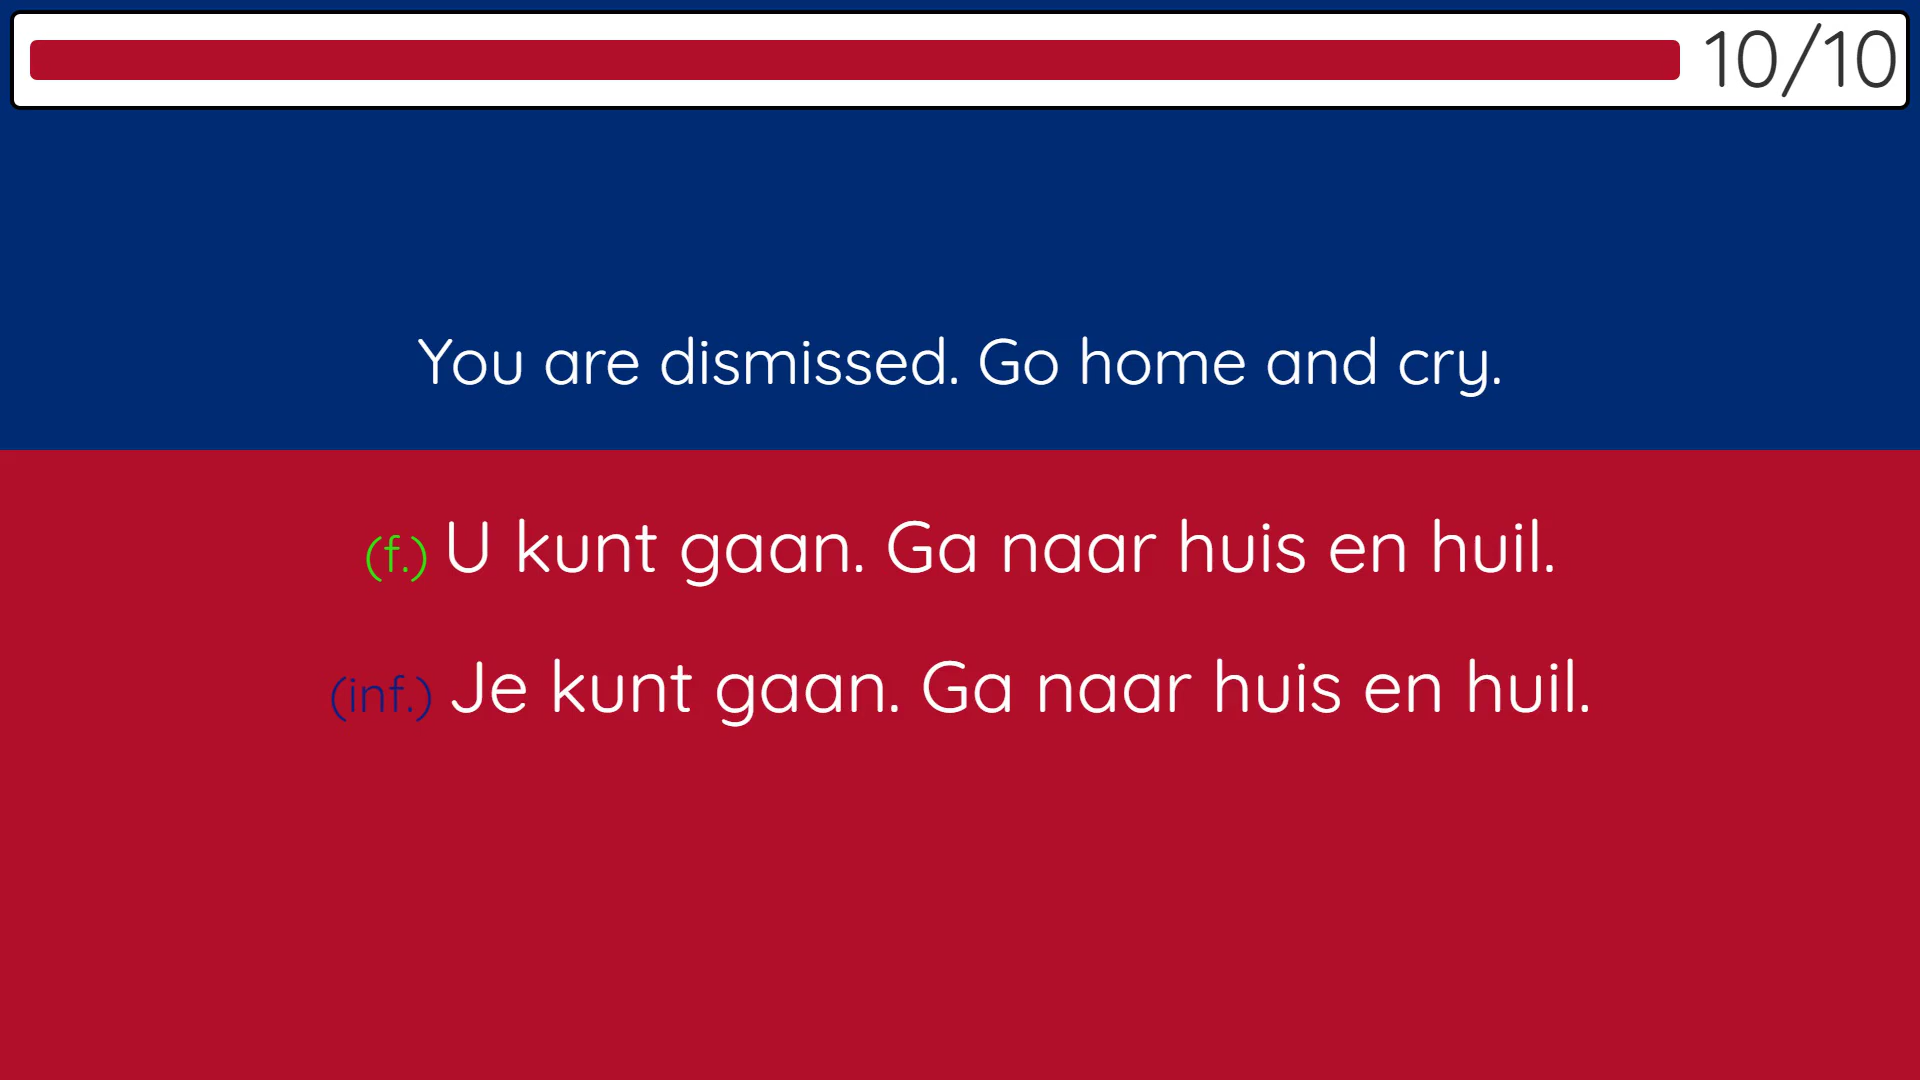 10/10
You are dismissed. Go home and cry.
(f.) U kunt gaan. Ga naar huis en huil.
(inf.) Je kunt gaan. Ga naar huis en huil.